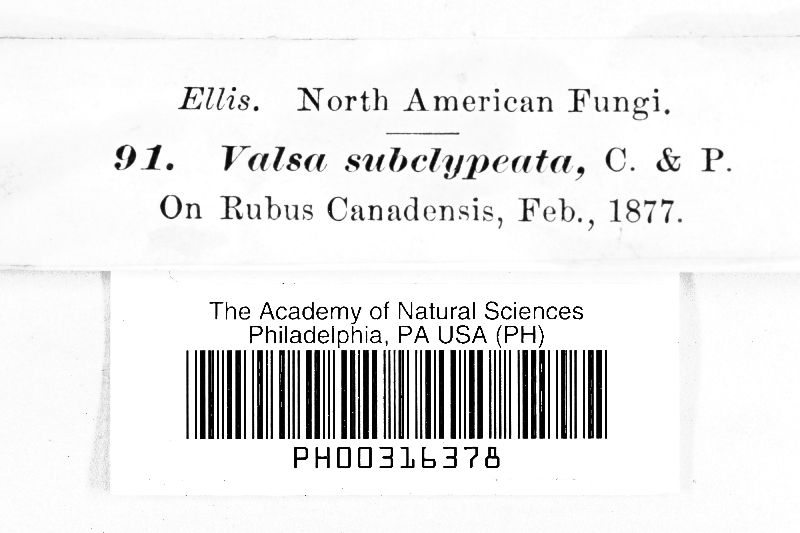 Ellis. North American Fungi.
91. Valsa subclypeata, C. & P.
On Rubus Canadensis, Feb., 1877.
The Academy of Natural Sciences
Philadelphia, PA USA (PH)
PH00316378